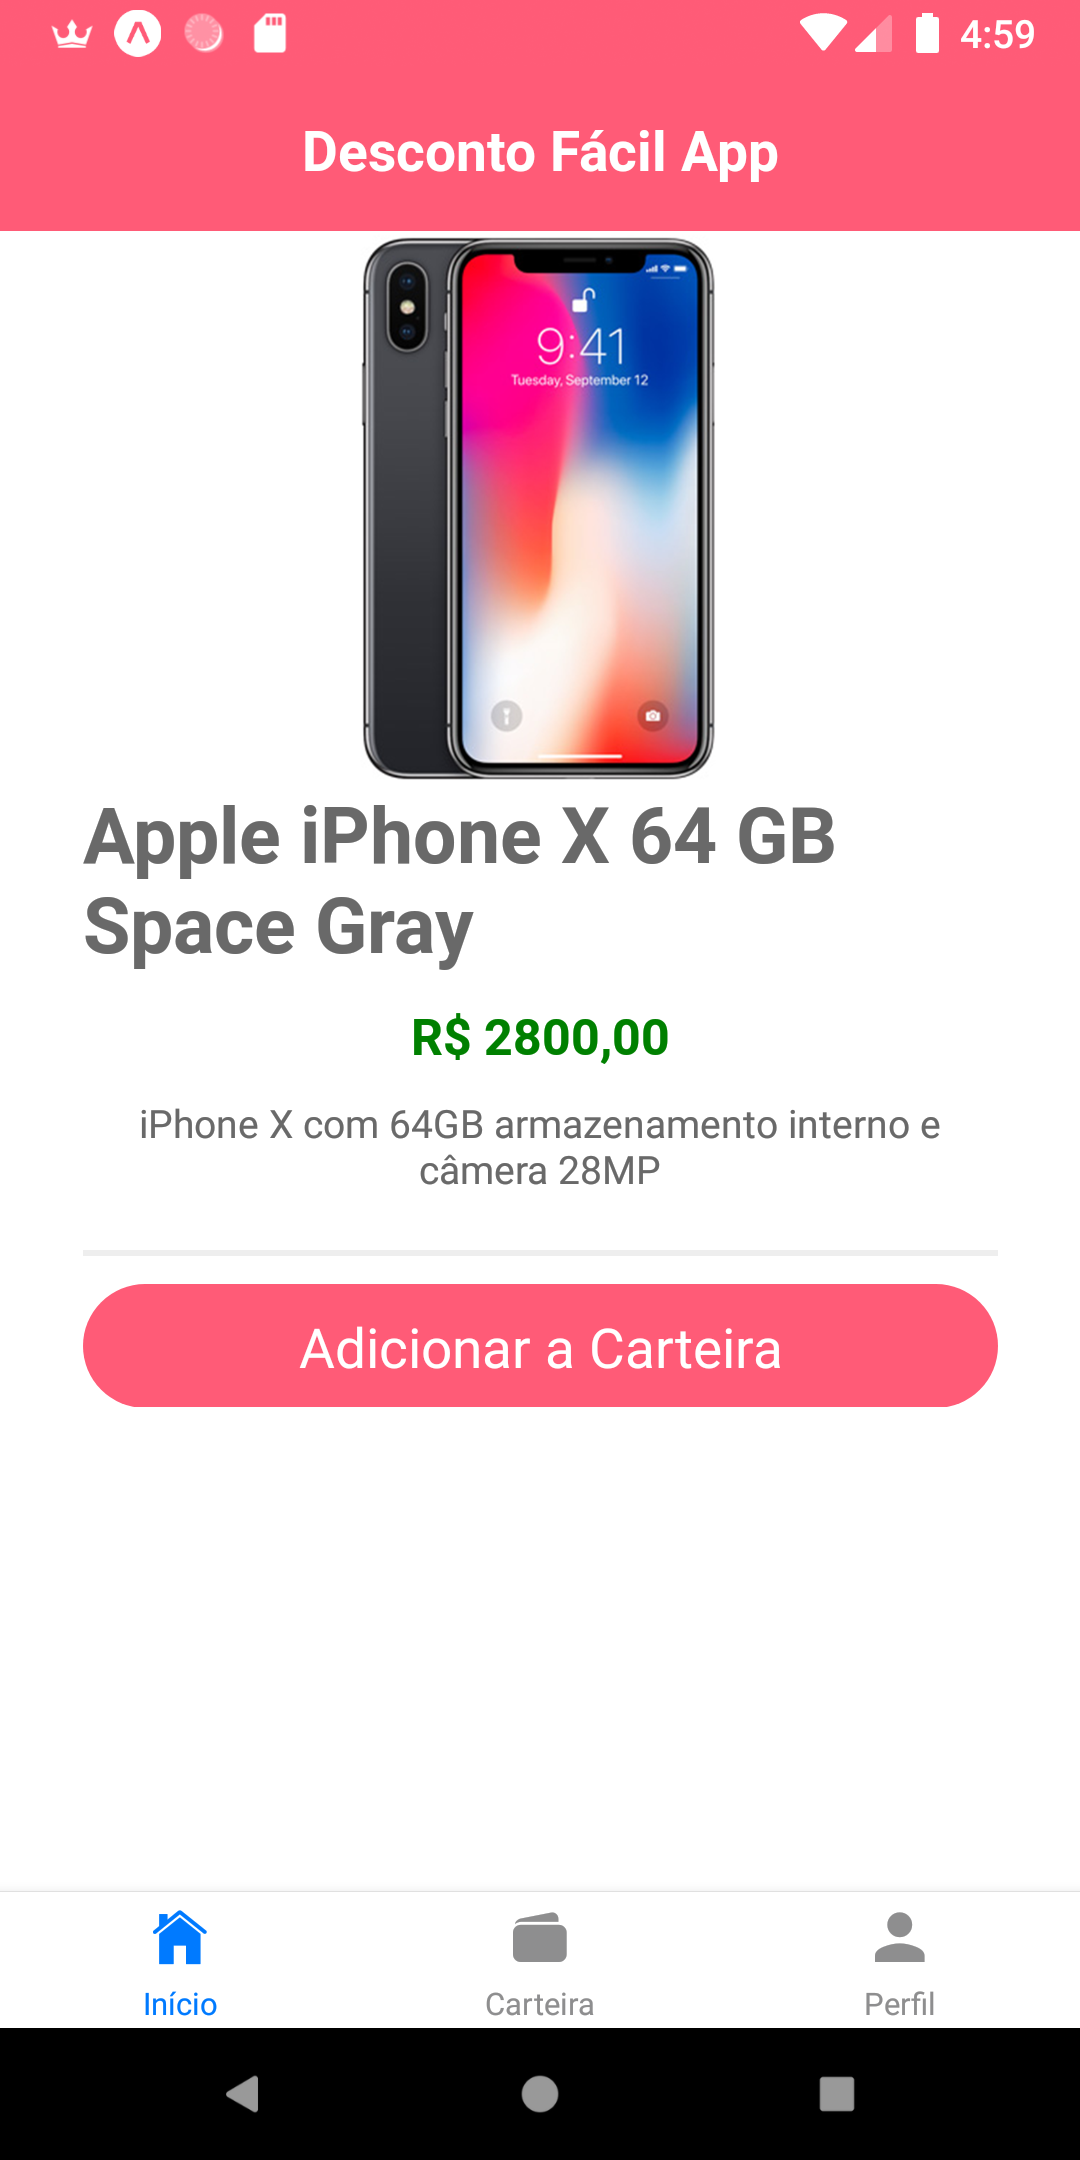 4:59
Desconto Fácil App
9:41
Tuesday, September 12
Apple iPhone X 64 GB
Space Gray
R$ 2800,00
iPhone X com 64GB armazenamento interno e
câmera 28MP
Adicionar a Carteira
Início
Carteira
Perfil